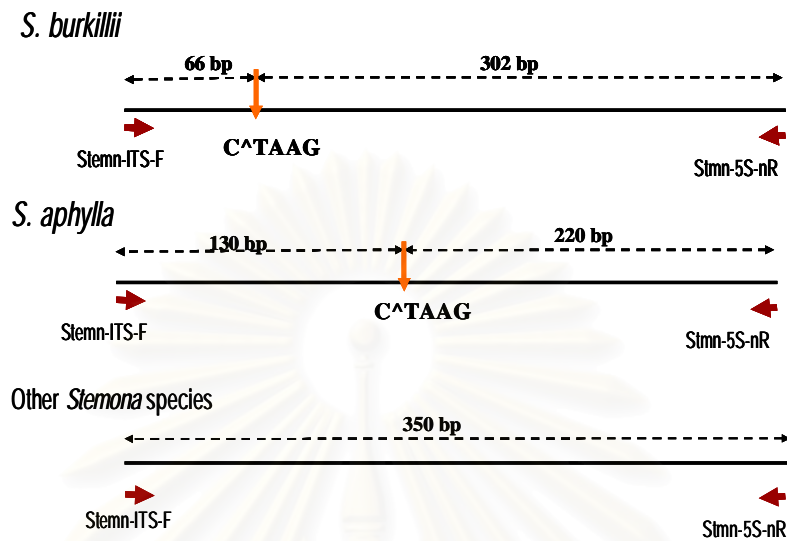 S. burkillii
66 bp 302 bp
C^TAAG
Stemn-ITS-F Stmn-5S-nR
S. aphylla
130 bp 220 bp
C^TAAG
Stemn-ITS-F Stmn-5S-nR
Other Stemona species
350 bp
Stemn-ITS-F Stmn-5S-nR